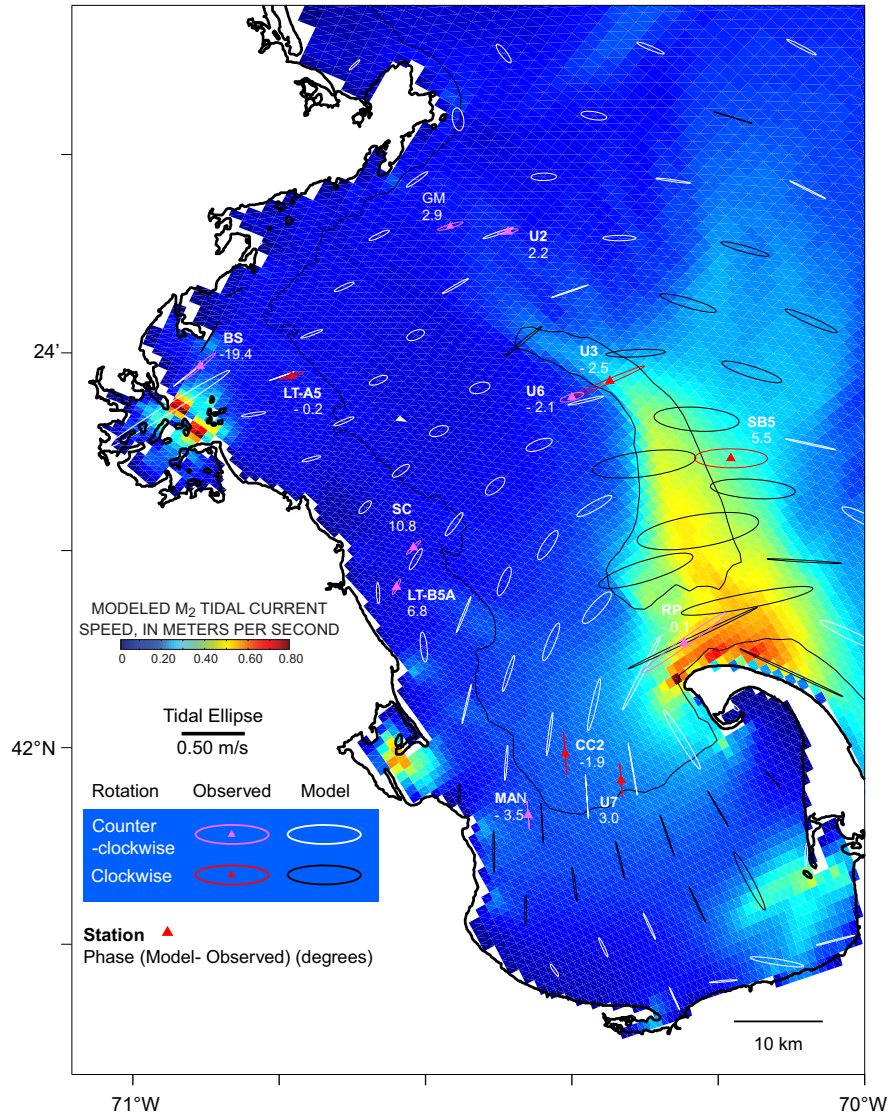 GM
2.9
U2
2.2
BS
-19.4
24'
U3
- 2.5
LT-A5
- 0.2
U6
- 2.1
SB5
5.5
SC
10.8
LT-B5A
6.8
MODELED M2 TIDAL CURRENT
SPEED, IN METERS PER SECOND
0 0.20 0.40 0.60 0.80
RP
- 0.1
Tidal Ellipse
0.50 m/s
42°N
CC2
-1.9
MAN
- 3.5
U7
3.0
Rotation Observed Model
Counter
-clockwise
Clockwise
Station
Phase (Model- Observed) (degrees)
10 km
71°W 70°W